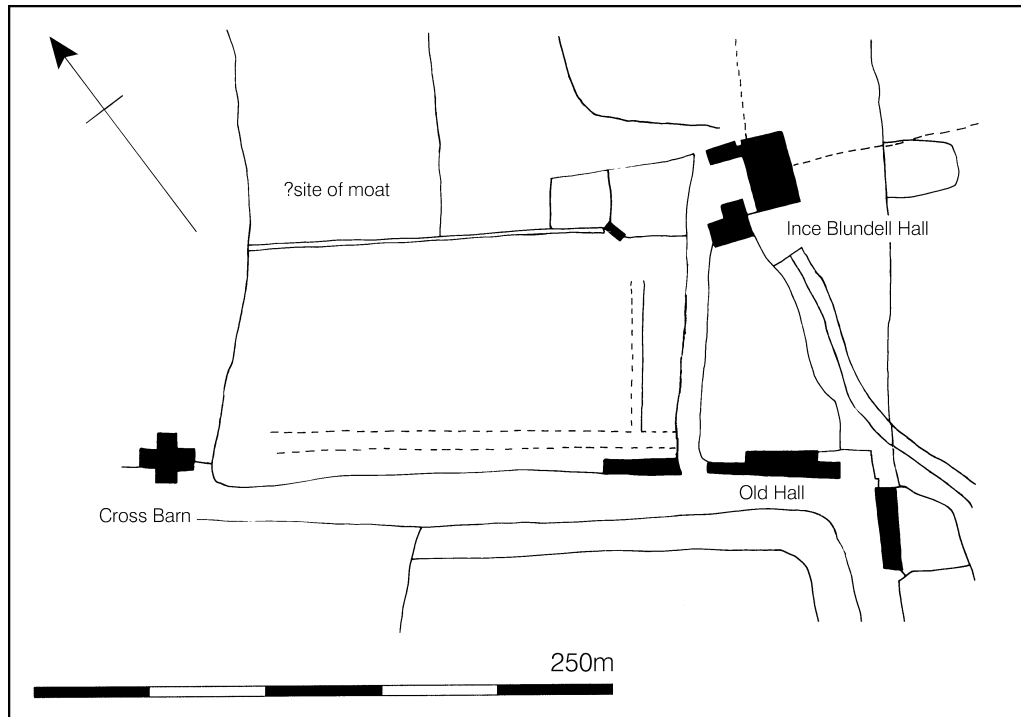 ?site of moat
Ince Blundell Hall
Old Hall
Cross Barn
250m